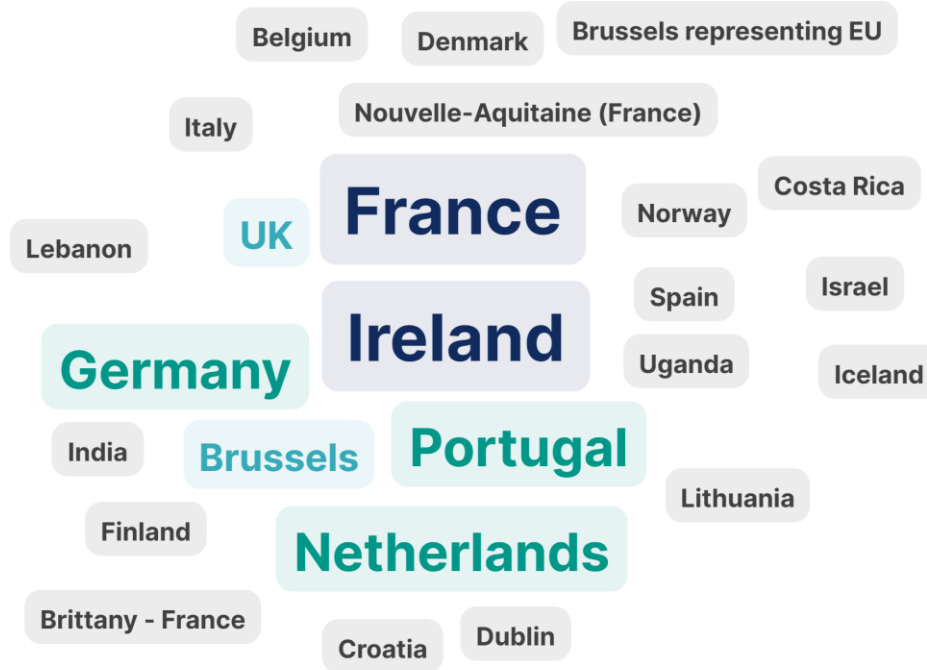 Belgium
Denmark
Brussels representing EU
Italy
Nouvelle-Aquitaine (France)
Costa Rica
France
Norway
UK
Lebanon
Israel
Spain
Ireland
Germany
Uganda
Iceland
India
Brussels
Portugal
Lithuania
Finland
Netherlands
Brittany - France
Croatia
Dublin